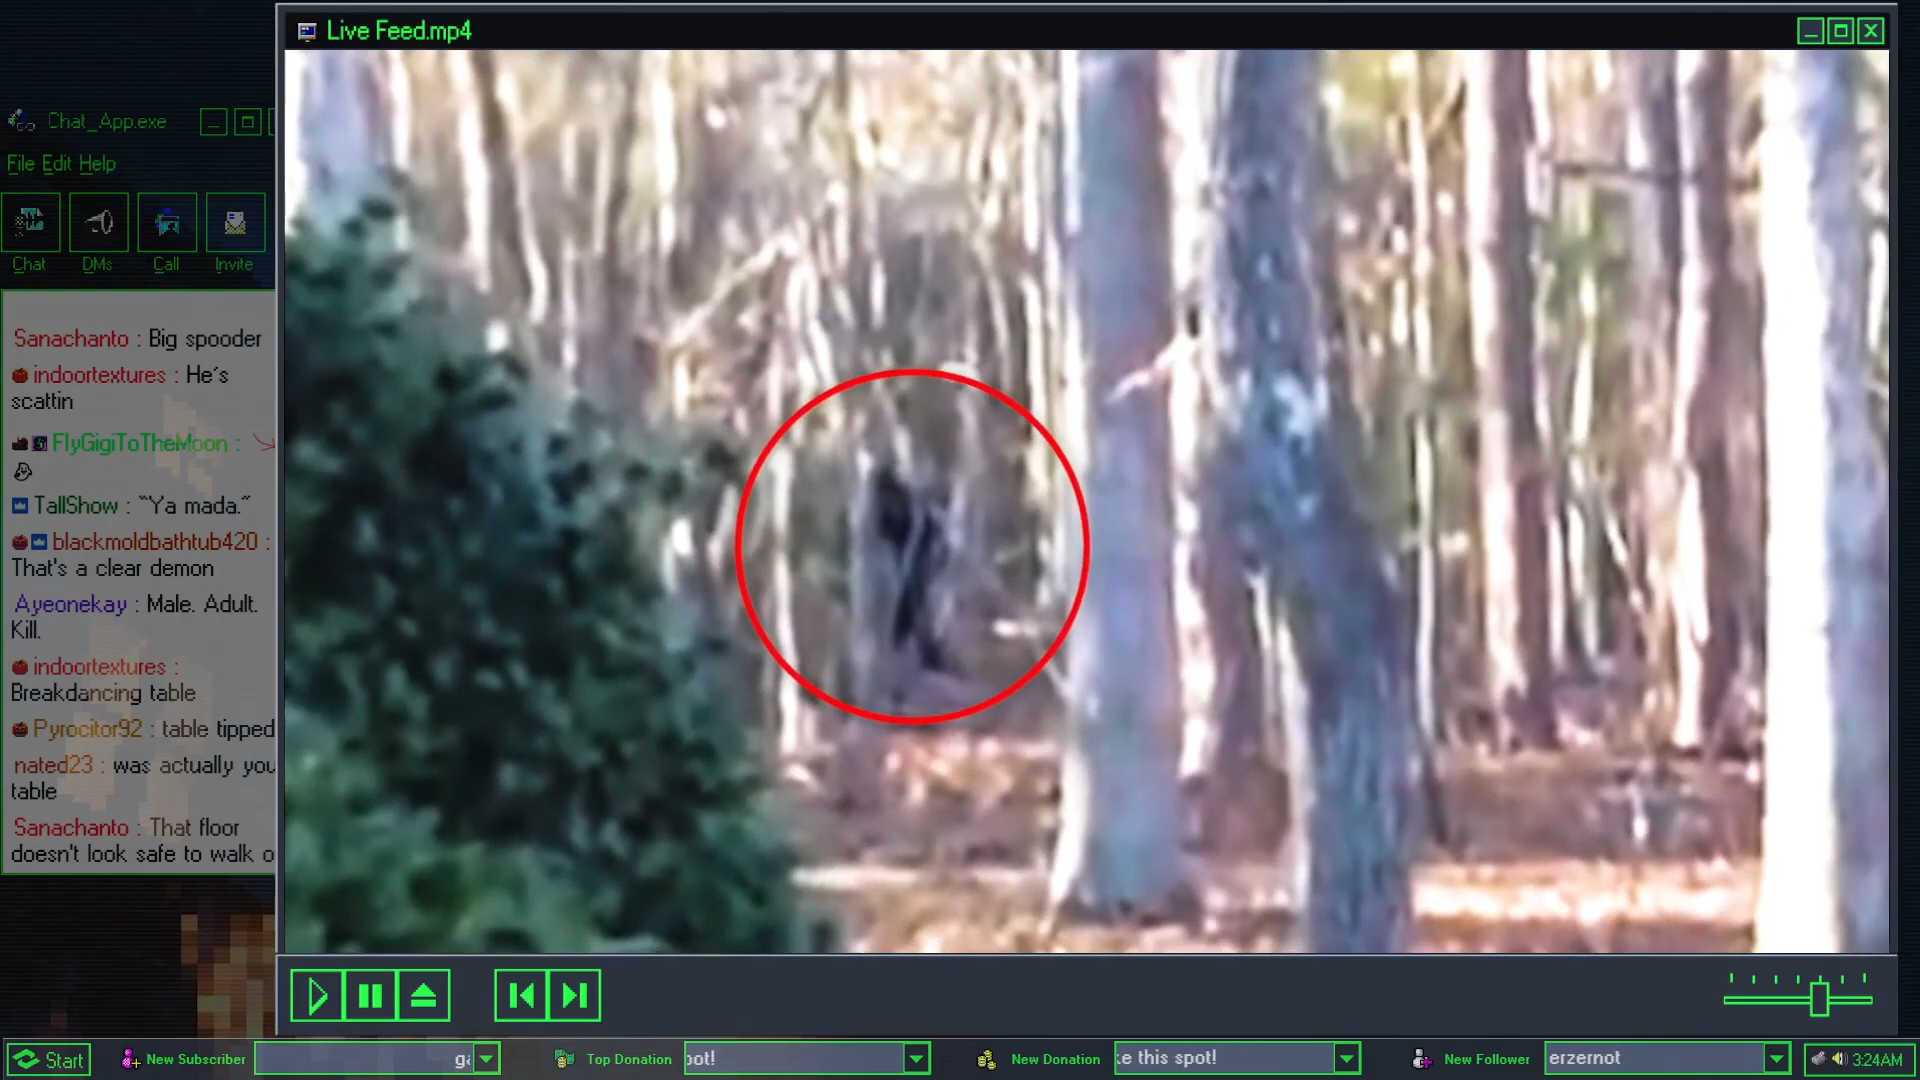 Live Feed.mp4
Chat_App.exe
File Edit Help
Chat DMs Call Invite
Sanachanto : Big spooder
indoortextures : He's
scattin
FlyGigiToTheMoon :
TallShow : "Ya mada."
blackmoldbathtub420 :
That's a clear demon
Ayeonekay : Male. Adult.
Kill.
indoortextures :
Breakdancing table
Pyrocitor92 : table tipped
nated23 : was actually you
table
Sanachanto : That floor
doesn't look safe to walk o
Start New Subscriber ga Top Donation pot! New Donation ke this spot! New Follower erzernot 3:24AM